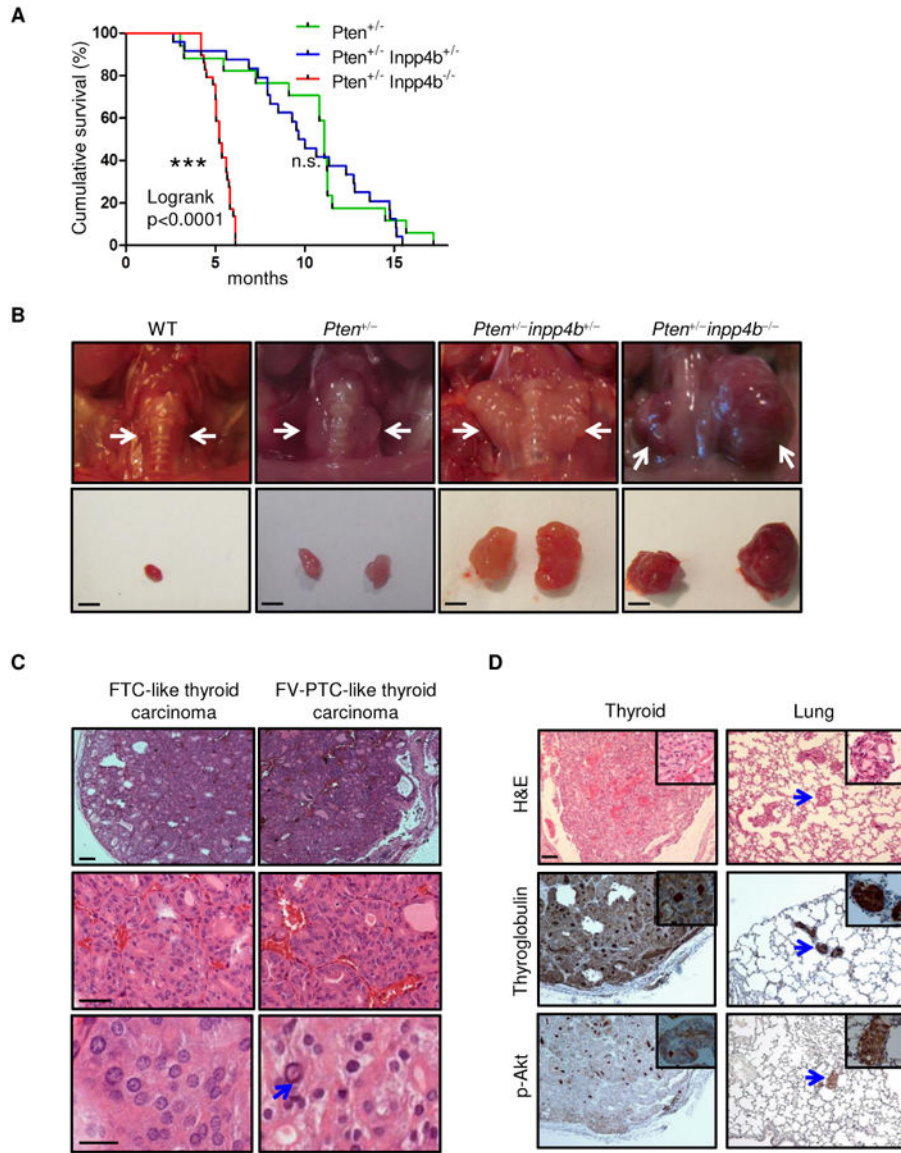 A
Pten+/-
Pten+/- Inpp4b+/-
Pten+/- Inpp4b-/-
Cumulative survival (%)
100
80
60
40
20
0
***
n.s.
Logrank
p<0.0001
0 5 10 15
months
B
WT Pten+/– Pten+/–inpp4b+/– Pten+/–inpp4b–/–
C
FTC-like thyroid
carcinoma
FV-PTC-like thyroid
carcinoma
D
Thyroid Lung
H&E
Thyroglobulin
p-Akt